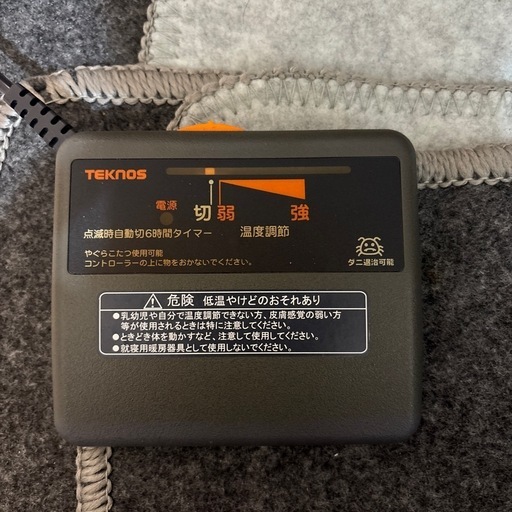 TEKNOS
電源
切 弱 強
点滅時自動切6時間タイマー 温度調節
やぐらこたつ使用可能
コントローラーの上に物をおかないでください。
ダニ退治可能
危険 低温やけどのおそれあり
●乳幼児や自分で温度調節できない方、皮膚感覚の弱い方
等が使用されるときは特に注意してください。
●ときどき体を動かすなど、注意して使用してください。
●就寝用暖房器具として使用しないでください。